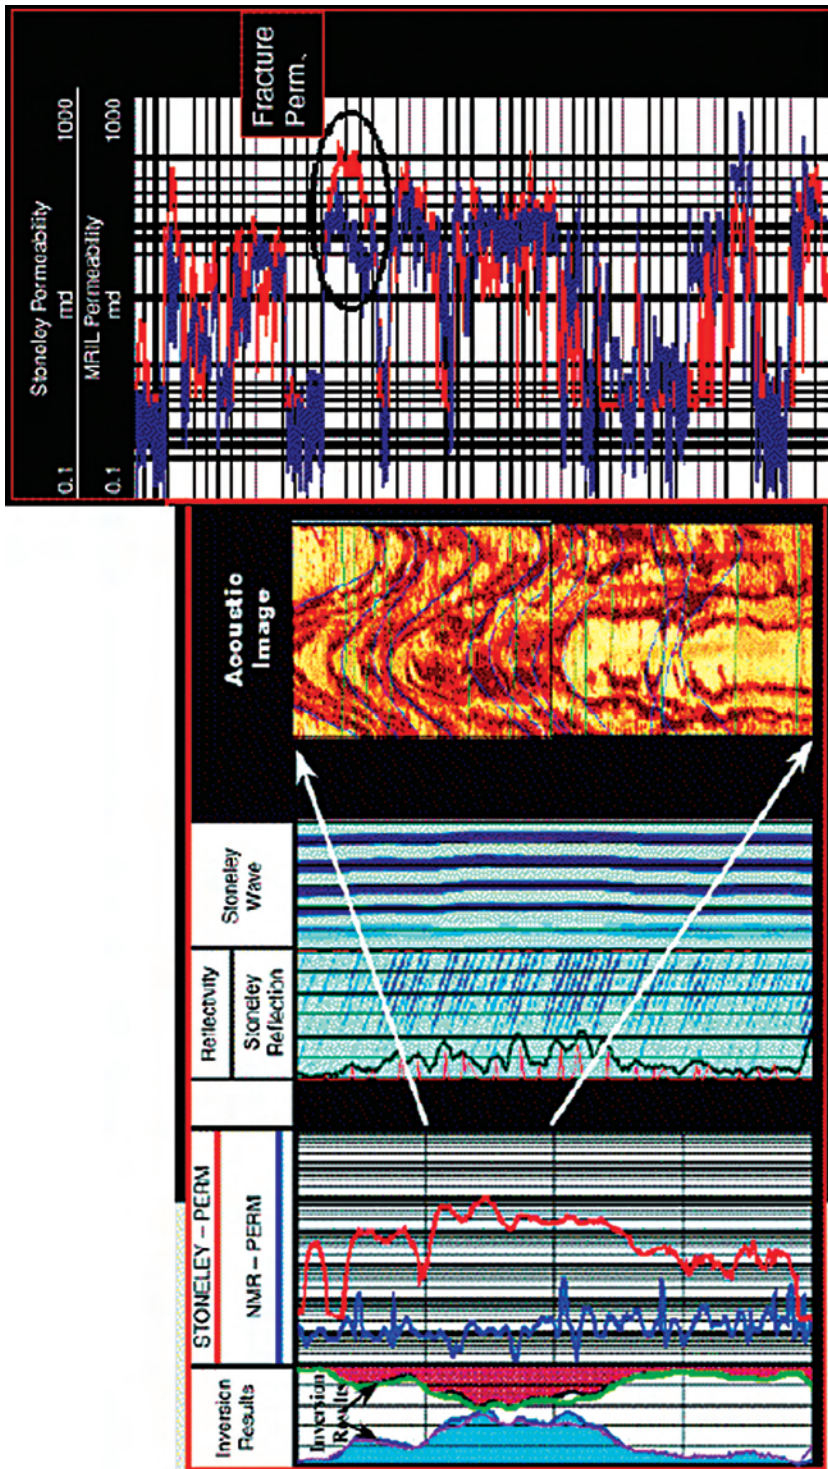 Stoneley Permeability
0.1 md 1000
MRIL Permeability
0.1 md 1000
Fracture
Perm.
Inversion
Results
STONELEY – PERM
NMR – PERM
Reflectivity
Stoneley
Reflection
Stoneley
Wave
Acoustic
Image
Inversion
Results